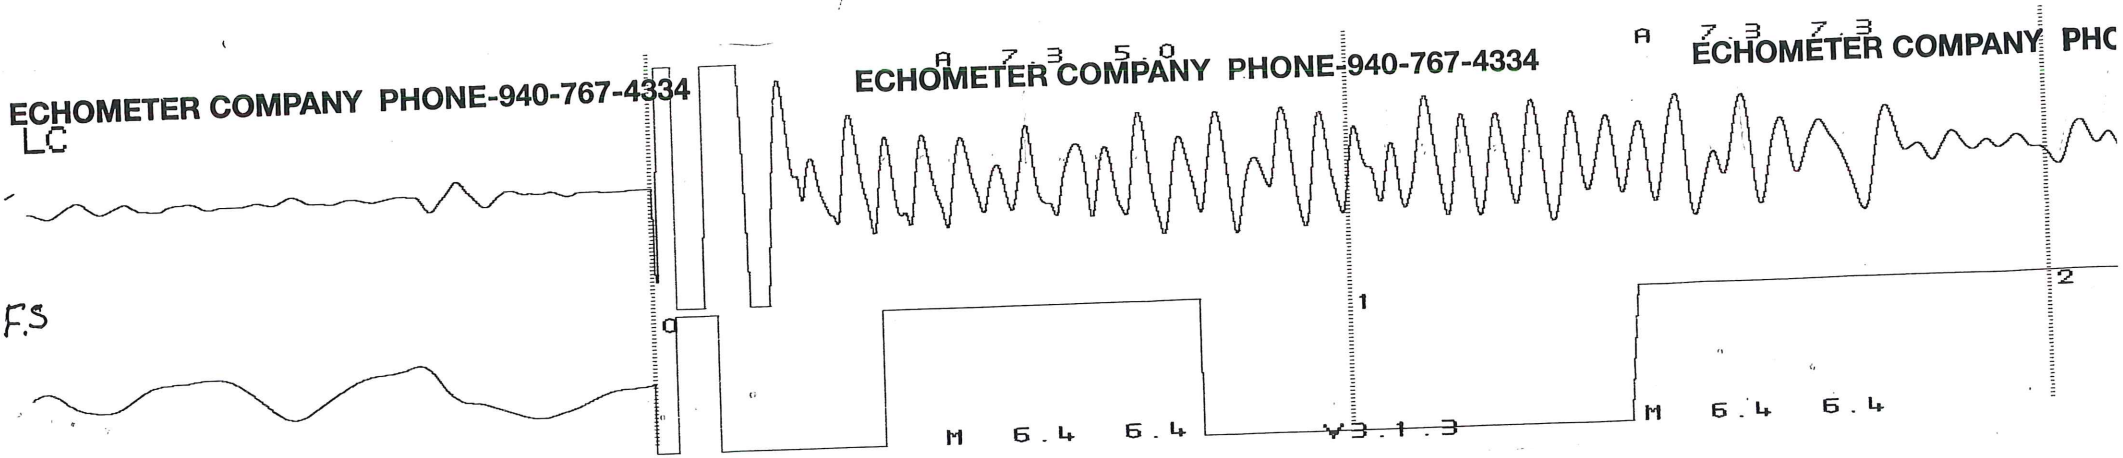 A 7.3 5.0
A 7.3 7.3
ECHOMETER COMPANY PHONE-940-767-4334
ECHOMETER COMPANY PHONE-940-767-4334
ECHOMETER COMPANY PHC
LC
F.S
0
1
2
M 6.4 6.4
V3.1.3
M 6.4 6.4